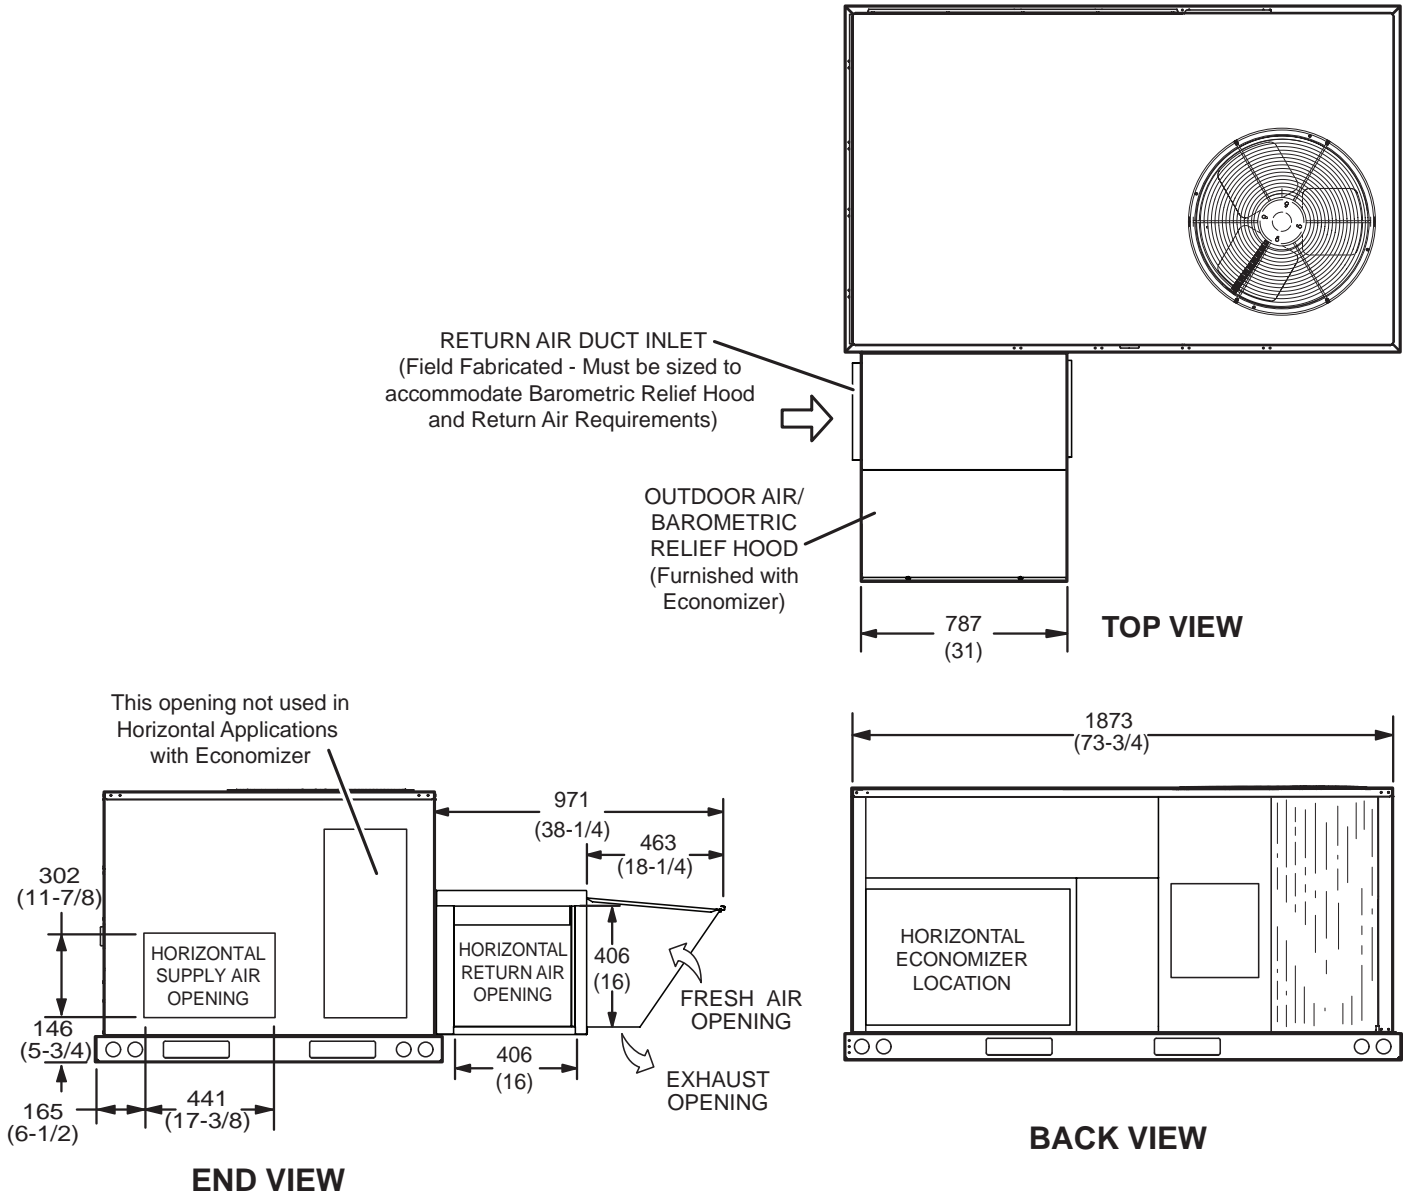 RETURN AIR DUCT INLET
(Field Fabricated - Must be sized to
accommodate Barometric Relief Hood
and Return Air Requirements)
OUTDOOR AIR/
BAROMETRIC
RELIEF HOOD
(Furnished with
Economizer)
787
(31)
TOP VIEW
This opening not used in
Horizontal Applications
with Economizer
971
(38-1/4)
463
(18-1/4)
302
(11-7/8)
HORIZONTAL
SUPPLY AIR
OPENING
HORIZONTAL
RETURN AIR
OPENING
406
(16)
FRESH AIR
OPENING
146
(5-3/4)
406
(16)
EXHAUST
OPENING
165
(6-1/2)
441
(17-3/8)
END VIEW
1873
(73-3/4)
HORIZONTAL
ECONOMIZER
LOCATION
BACK VIEW